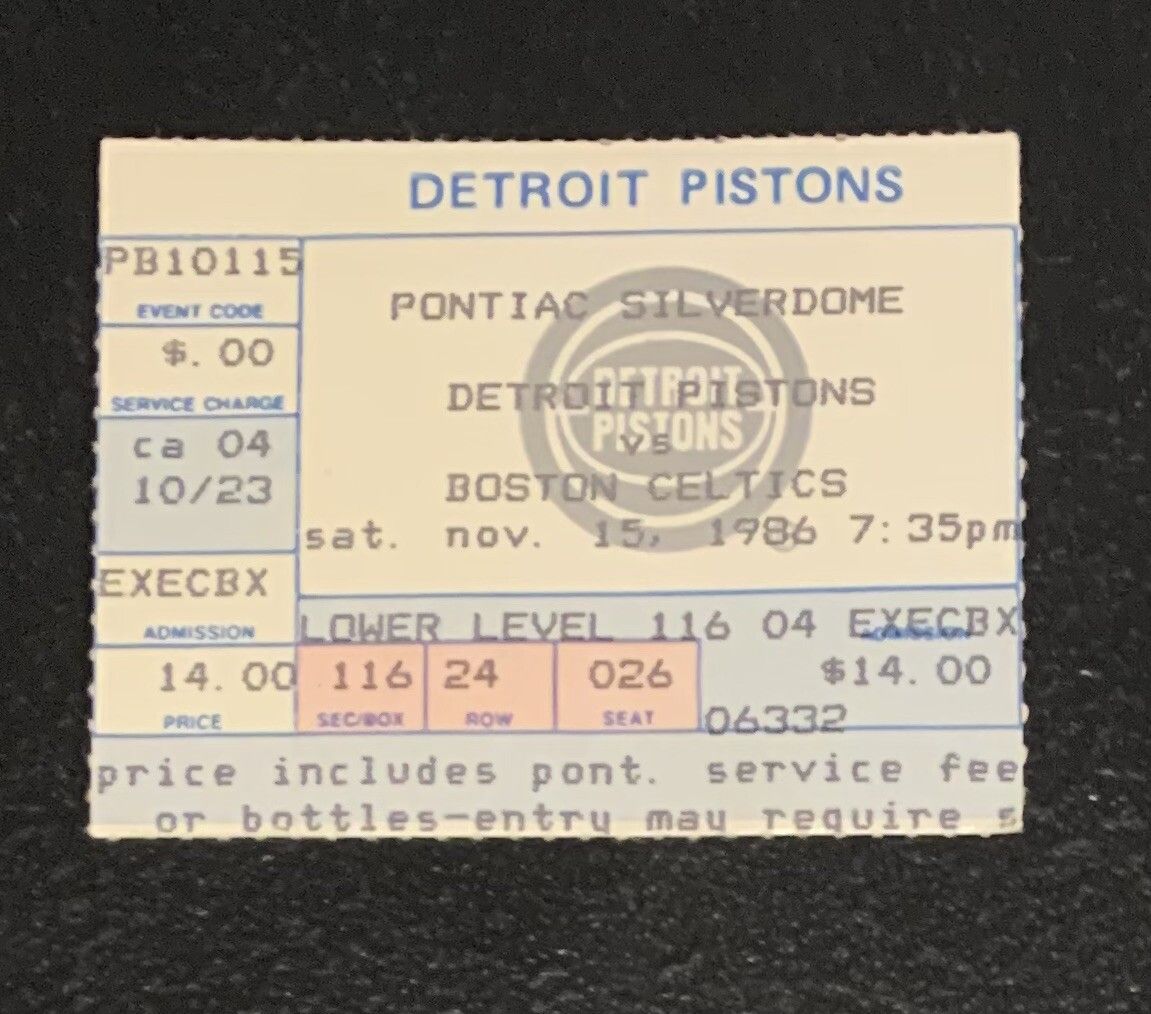 DETROIT PISTONS
PB10115
EVENT CODE
$.00
SERVICE CHARGE
ca 04
10/23
EXECBX
ADMISSION
14.00
PRICE
PONTIAC SILVERDOME
DETROIT PISTONS
vs
BOSTON CELTICS
sat. nov. 15, 1986 7:35pm
DETROIT
PISTONS
LOWER LEVEL 116 04 EXECBX
116 24 026 $14.00
SEC/BOX ROW SEAT 06332
price includes pont. service fee
or bottles-entry may require s